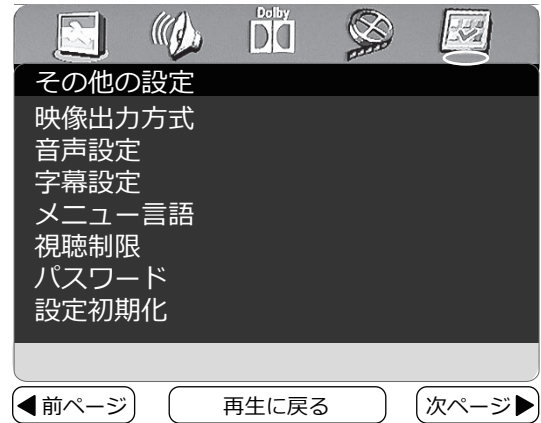 Dolby
その他の設定
映像出力方式
音声設定
字幕設定
メニュー言語
視聴制限
パスワード
設定初期化
◀前ページ 再生に戻る 次ページ▶